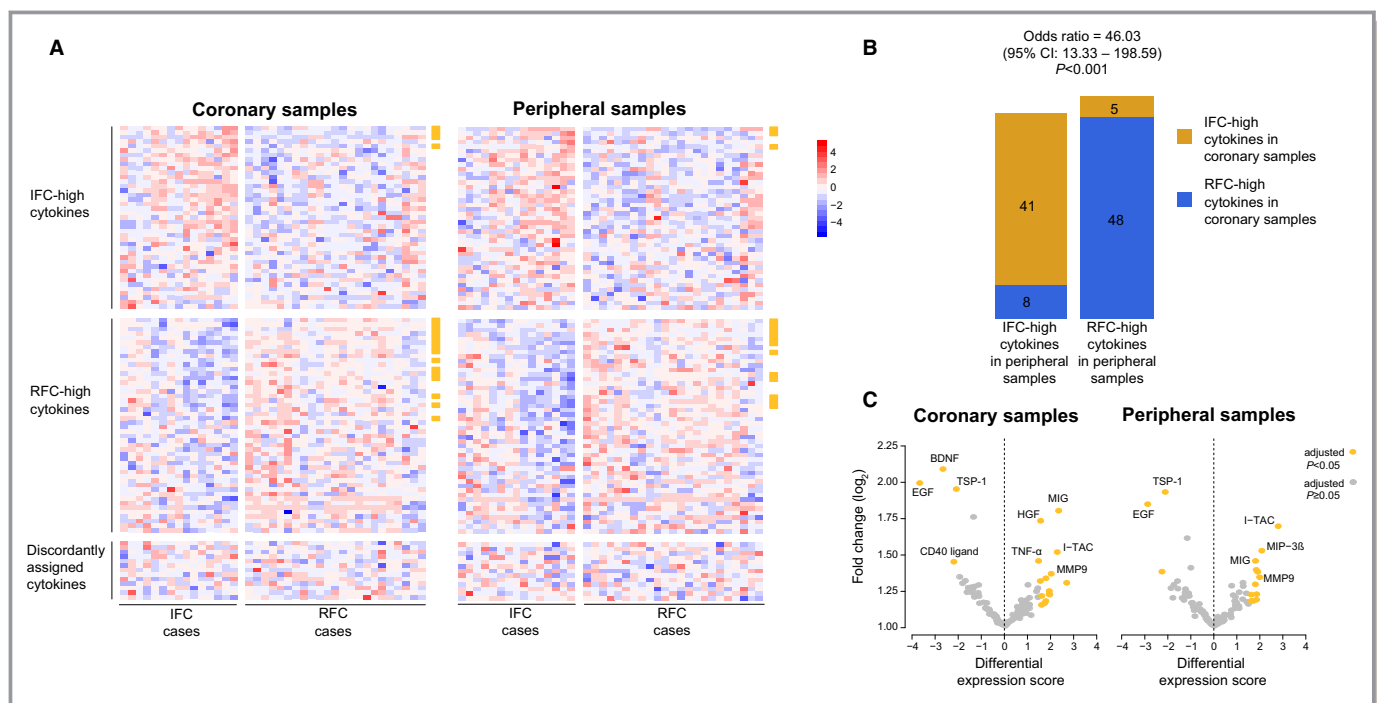 A
Coronary samples
Peripheral samples
IFC-high
cytokines
RFC-high
cytokines
Discordantly
assigned
cytokines
IFC
cases
RFC
cases
IFC
cases
RFC
cases
4
2
0
−2
−4
B
Odds ratio = 46.03
(95% CI: 13.33 – 198.59)
P<0.001
5
41
48
8
IFC-high
cytokines
in peripheral
samples
RFC-high
cytokines
in peripheral
samples
IFC-high
cytokines in
coronary samples
RFC-high
cytokines in
coronary samples
C
Coronary samples
Peripheral samples
Fold change (log2)
2.25
2.00
1.75
1.50
1.25
1.00
BDNF
EGF
TSP-1
CD40 ligand
MIG
HGF
TNF-α
I−TAC
MMP9
−4 −3 −2 −1 0 1 2 3 4
Differential
expression score
TSP-1
EGF
I−TAC
MIP−3ß
MIG
MMP9
−4 −3 −2 −1 0 1 2 3 4
Differential
expression score
adjusted
P<0.05
adjusted
P≥0.05